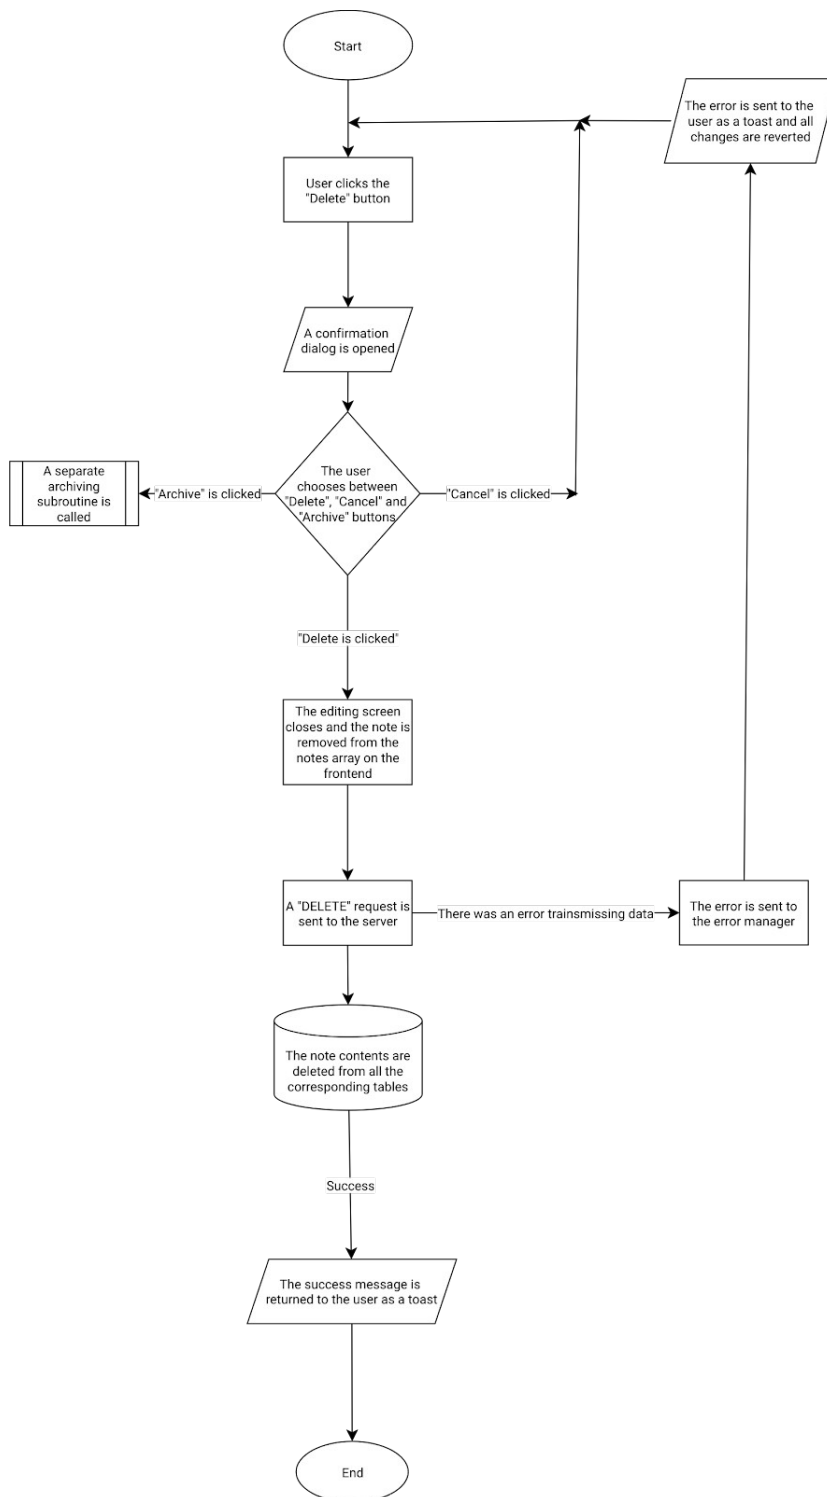 Start
The error is sent to the
user as a toast and all
changes are reverted
User clicks the
"Delete" button
A confirmation
dialog is opened
A separate
archiving
subroutine is
called
"Archive" is clicked
The user
chooses between
"Delete", "Cancel" and
"Archive" buttons
"Cancel" is clicked
"Delete is clicked"
The editing screen
closes and the note is
removed from the
notes array on the
frontend
A "DELETE" request is
sent to the server
There was an error trainsmissing data
The error is sent to
the error manager
The note contents are
deleted from all the
corresponding tables
Success
The success message is
returned to the user as a toast
End